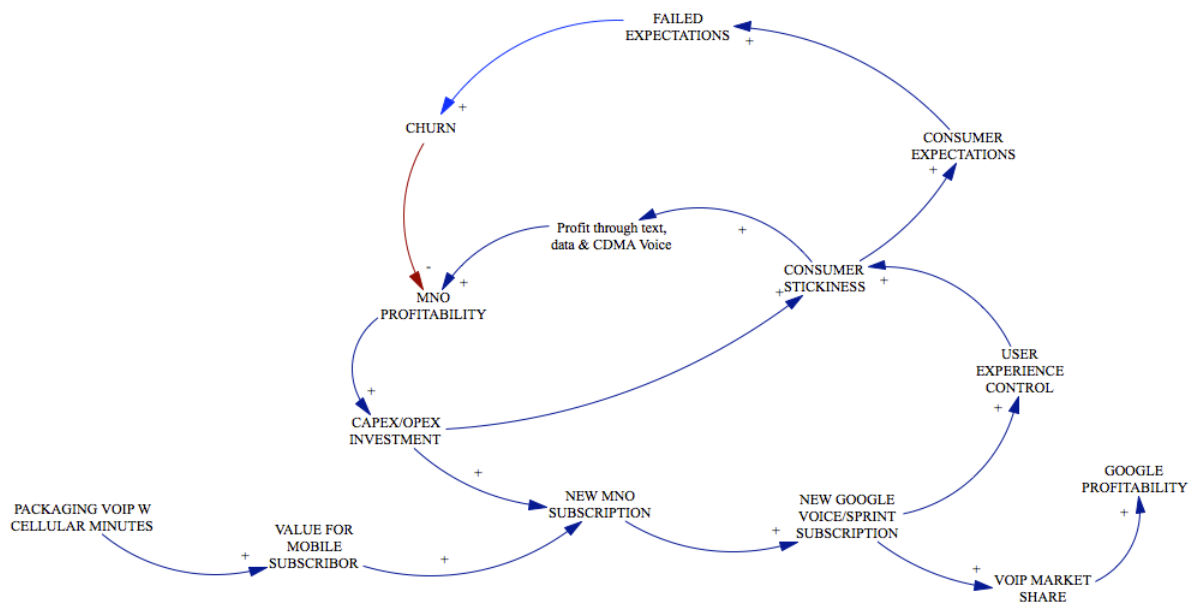 FAILED
EXPECTATIONS
+
+
CHURN
CONSUMER
EXPECTATIONS
+
Profit through text,
data & CDMA Voice
+
-
+
MNO
PROFITABILITY
CONSUMER
STICKINESS
+
+
USER
EXPERIENCE
CONTROL
+
CAPEX/OPEX
INVESTMENT
+
+
NEW MNO
SUBSCRIPTION
NEW GOOGLE
VOICE/SPRINT
SUBSCRIPTION
+
GOOGLE
PROFITABILITY
+
PACKAGING VOIP W
CELLULAR MINUTES
+
VALUE FOR
MOBILE
SUBSCRIBOR
+
+
VOIP MARKET
SHARE